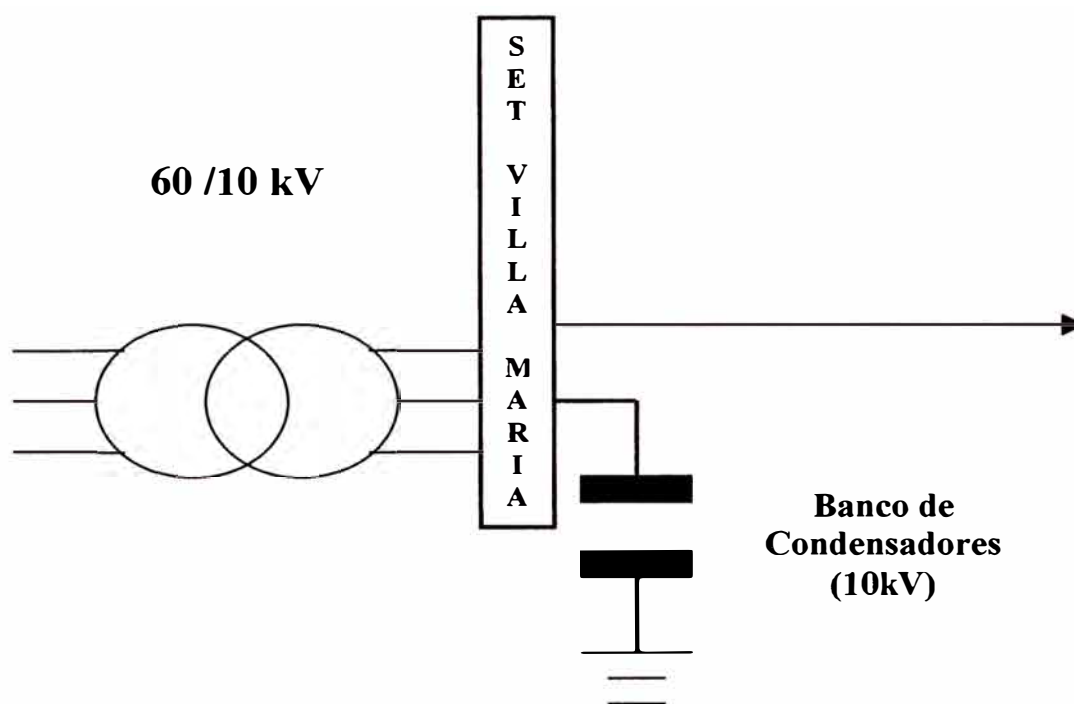 60 /10 kV
SET VILLA MARIA
Banco de
Condensadores
(10kV)